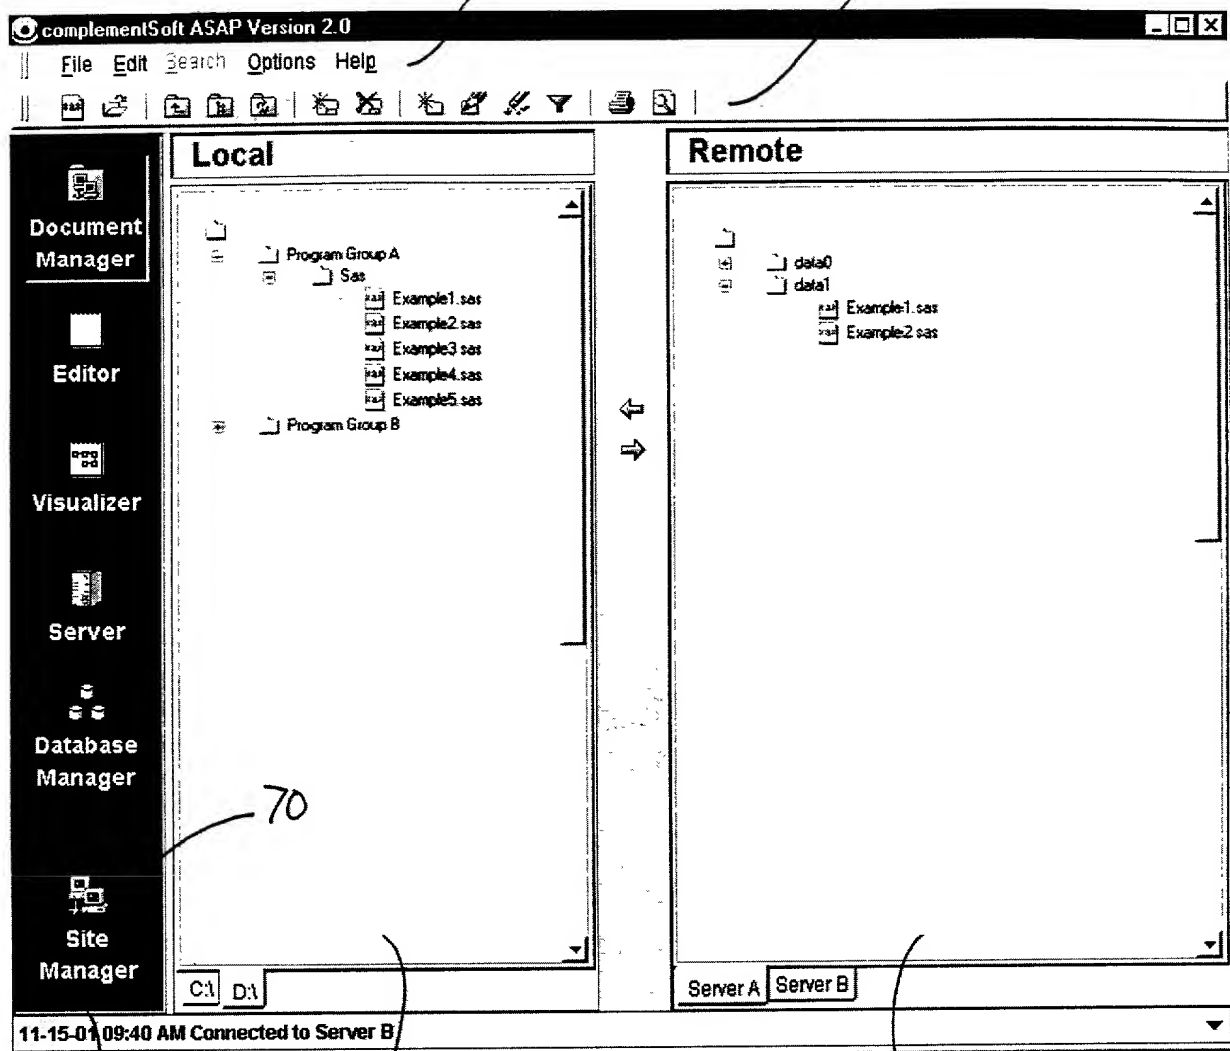 complementSoft ASAP Version 2.0
File Edit Search Options Help
Local
Remote
Document
Manager
Editor
Visualizer
Server
Database
Manager
Site
Manager
Program Group A
Sas
Example1.sas
Example2.sas
Example3.sas
Example4.sas
Example5.sas
Program Group B
data0
data1
Example1.sas
Example2.sas
70
C:\ D:\
Server A Server B
11-15-01 09:40 AM Connected to Server B